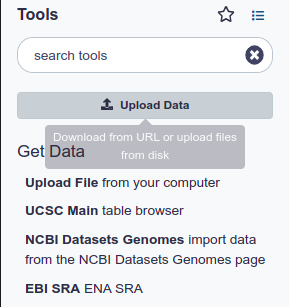 Tools
search tools
Upload Data
Download from URL or upload files
from disk
Get Data
Upload File from your computer
UCSC Main table browser
NCBI Datasets Genomes import data
from the NCBI Datasets Genomes page
EBI SRA ENA SRA